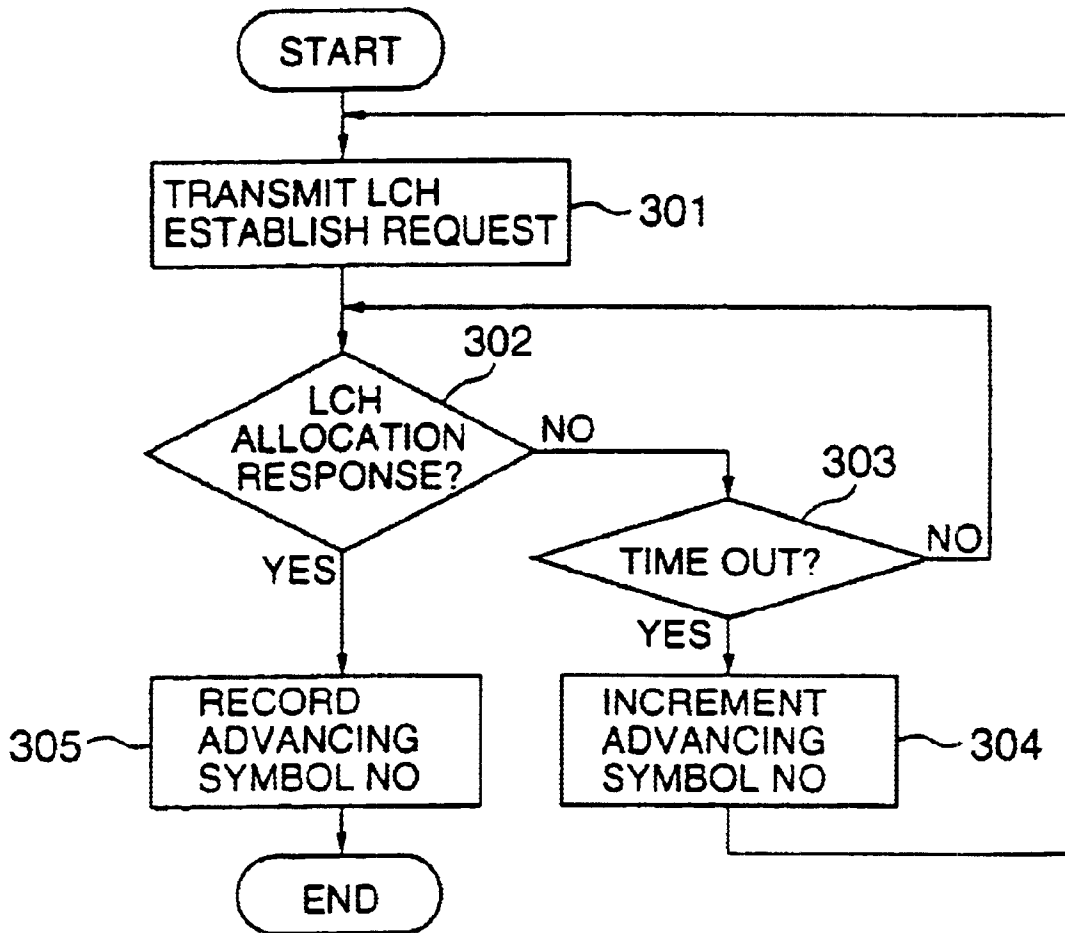 START
TRANSMIT LCH
ESTABLISH REQUEST
301
302
LCH
ALLOCATION
RESPONSE?
NO
303
TIME OUT?
NO
YES
YES
RECORD
ADVANCING
SYMBOL NO
305
INCREMENT
ADVANCING
SYMBOL NO
304
END